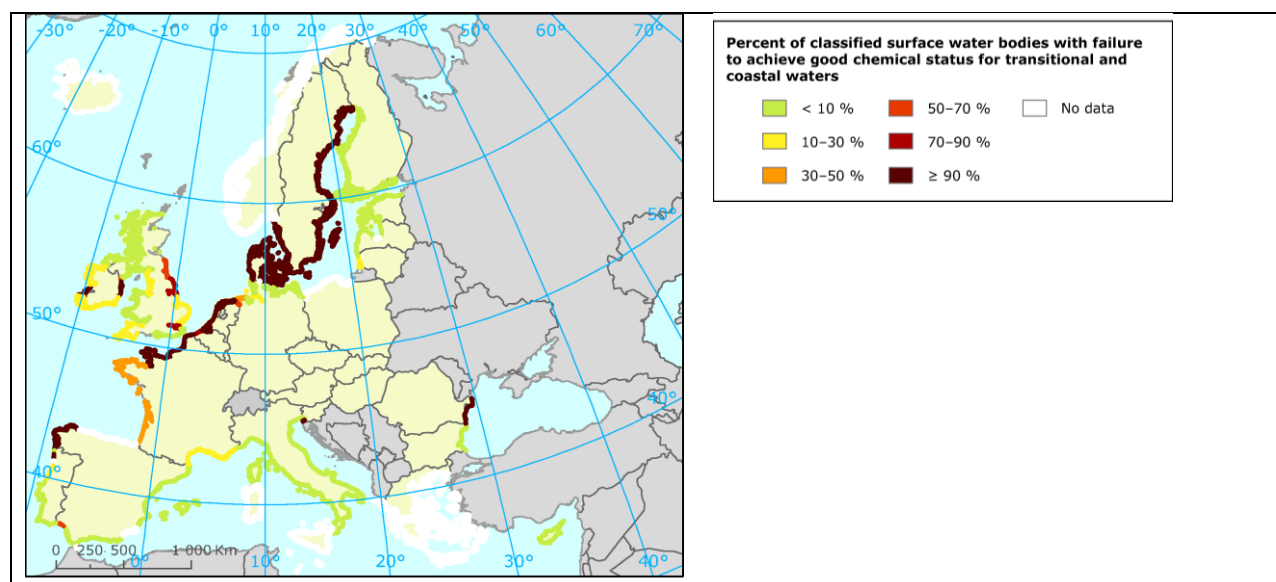 -30° -20° -10° 0° 10° 20° 30° 40° 50° 60° 70°
60°
50°
40°
60°
50°
40°
0 250 500 1 000 Km
0° 10° 20° 30° 40°
Percent of classified surface water bodies with failure
to achieve good chemical status for transitional and
coastal waters
< 10 % 50–70 % No data
10–30 % 70–90 %
30–50 % ≥ 90 %